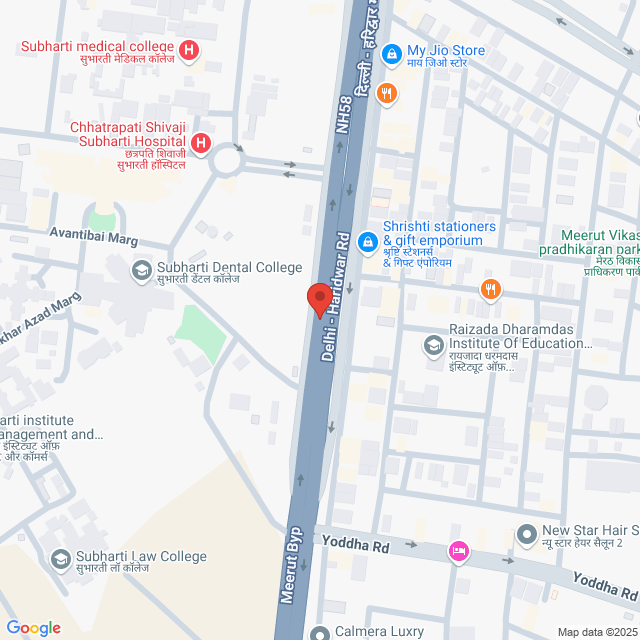 Subharti medical college
सुभारती मेडिकल कॉलेज
NH58
दिल्ली - हरिद्वार
My Jio Store
माय जिओ स्टोर
Chhatrapati Shivaji
Subharti Hospital
छत्रपति शिवाजी
सुभारती हॉस्पिटल
Avantibai Marg
Shrishti stationers
& gift emporium
श्रृष्टि स्टेशनर्स
& गिफ्ट एंपोरियम
Meerut Vikas
pradhikaran park
मेरठ विकास
प्राधिकरण पार्क
Subharti Dental College
सुभारती डेंटल कॉलेज
Delhi - Haridwar Rd
khar Azad Marg
Raizada Dharamdas
Institute Of Education...
रायजादा धरमदास
इंस्टिट्यूट ऑफ़...
arti institute
anagement and...
इंस्टिट्यूट ऑफ़
और कॉमर्स
Meerut Byp
Yoddha Rd
New Star Hair S
न्यू स्टार हेयर सैलून 2
Subharti Law College
सुभारती लॉ कॉलेज
Yoddha Rd
Calmera Luxry
Google
Map data ©2025